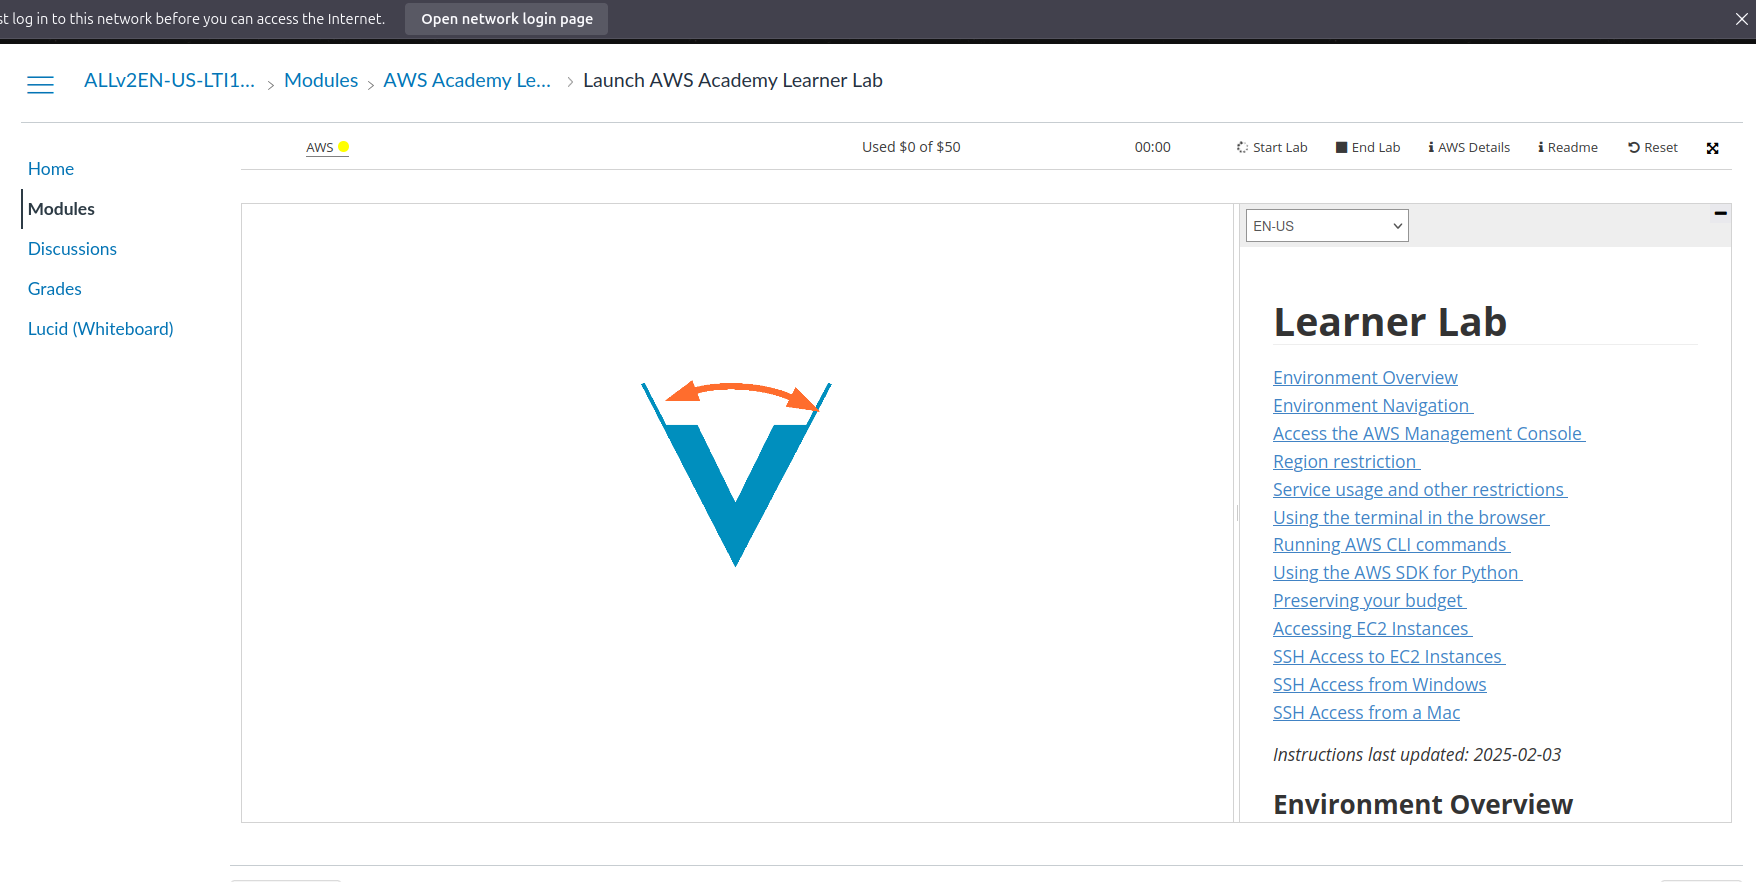 st log in to this network before you can access the Internet. Open network login page
ALLv2EN-US-LTI1... > Modules > AWS Academy Le... > Launch AWS Academy Learner Lab
AWS Used $0 of $50 00:00 Start Lab End Lab AWS Details Readme Reset
Home
Modules
Discussions
Grades
Lucid (Whiteboard)
EN-US
Learner Lab
Environment Overview
Environment Navigation
Access the AWS Management Console
Region restriction
Service usage and other restrictions
Using the terminal in the browser
Running AWS CLI commands
Using the AWS SDK for Python
Preserving your budget
Accessing EC2 Instances
SSH Access to EC2 Instances
SSH Access from Windows
SSH Access from a Mac
Instructions last updated: 2025-02-03
Environment Overview